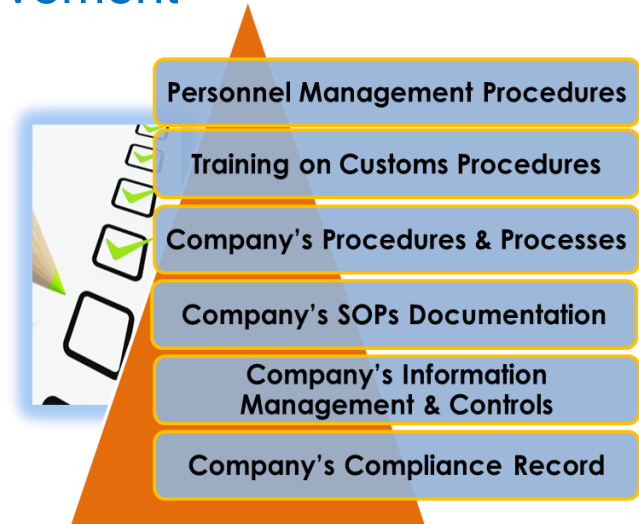 Personnel Management Procedures
Training on Customs Procedures
Company's Procedures & Processes
Company's SOPs Documentation
Company's Information
Management & Controls
Company's Compliance Record